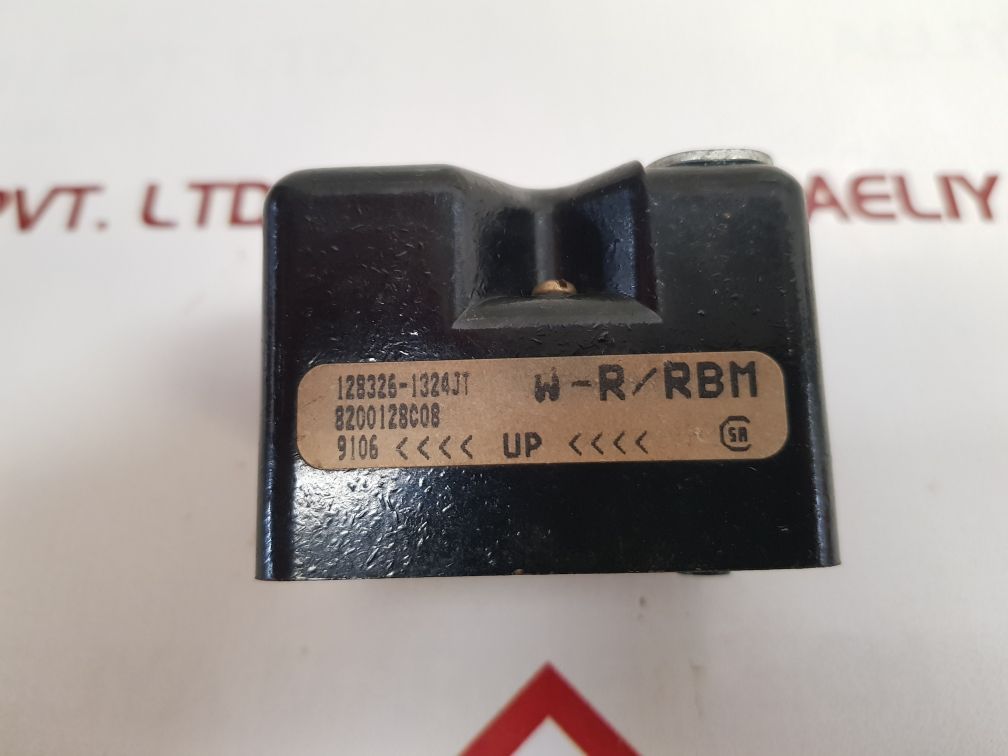 PVT. LTD AELIY
128326-1324JT W-R/RBM
8200128C08
9106 <<<< UP <<<< SA